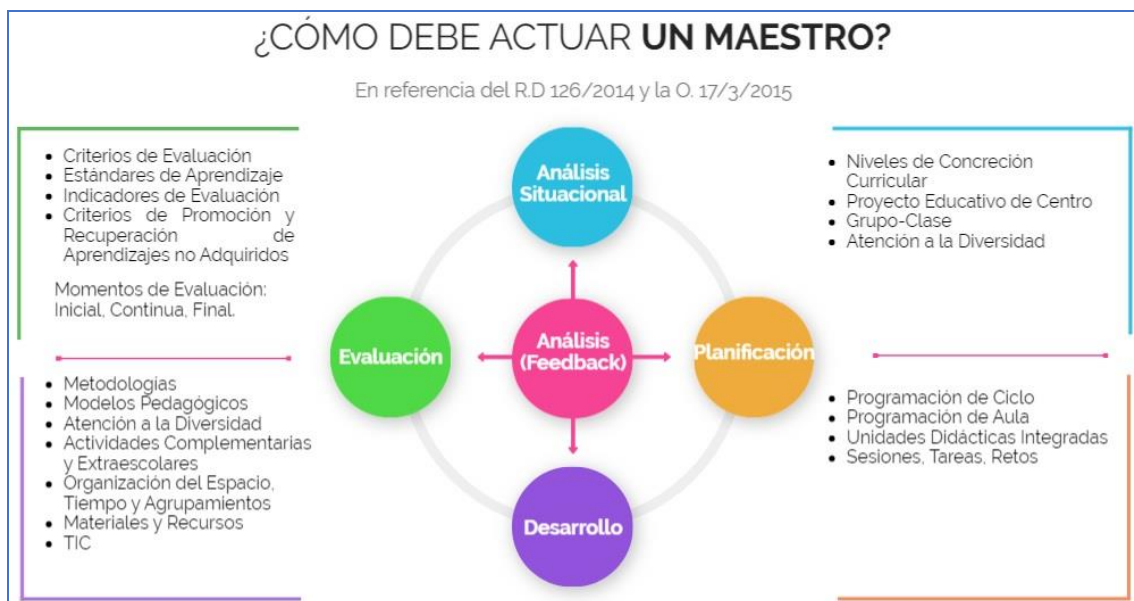 ¿CÓMO DEBE ACTUAR UN MAESTRO?
En referencia del R.D 126/2014 y la O. 17/3/2015
• Criterios de Evaluación
• Estándares de Aprendizaje
• Indicadores de Evaluación
• Criterios de Promoción y
Recuperación de
Aprendizajes no Adquiridos
Momentos de Evaluación:
Inicial, Continua, Final.
Análisis
Situacional
• Niveles de Concreción
Curricular
• Proyecto Educativo de Centro
• Grupo-Clase
• Atención a la Diversidad
Evaluación
Análisis
(Feedback)
Planificación
• Metodologías
• Modelos Pedagógicos
• Atención a la Diversidad
• Actividades Complementarias
y Extraescolares
• Organización del Espacio,
Tiempo y Agrupamientos
• Materiales y Recursos
• TIC
Desarrollo
• Programación de Ciclo
• Programación de Aula
• Unidades Didácticas Integradas
• Sesiones, Tareas, Retos